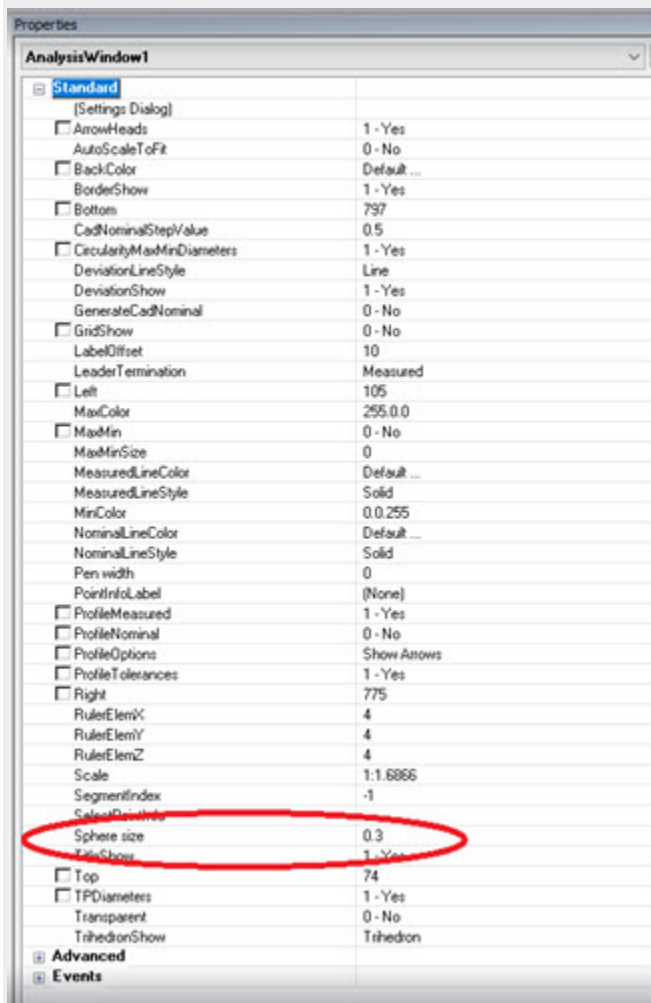 Properties
AnalysisWindow1
Standard
(Settings Dialog)
ArrowHeads 1 - Yes
AutoScaleToFit 0 - No
BackColor Default ...
BorderShow 1 - Yes
Bottom 797
CadNominalStepValue 0.5
CircularityMaxMinDiameters 1 - Yes
DeviationLineStyle Line
DeviationShow 1 - Yes
GenerateCadNominal 0 - No
GridShow 0 - No
LabelOffset 10
LeaderTermination Measured
Left 105
MaxColor 255.0.0
MaxMin 0 - No
MaxMinSize 0
MeasuredLineColor Default ...
MeasuredLineStyle Solid
MinColor 0.0.255
NominalLineColor Default ...
NominalLineStyle Solid
Pen width 0
PointInfoLabel (None)
ProfileMeasured 1 - Yes
ProfileNominal 0 - No
ProfileOptions Show Arrows
ProfileTolerances 1 - Yes
Right 775
RulerElemX 4
RulerElemY 4
RulerElemZ 4
Scale 1:1.6866
SegmentIndex -1
SelectPointInfo
Sphere size 0.3
TitleShow 1 - Yes
Top 74
TPDiameters 1 - Yes
Transparent 0 - No
TrihedronShow Trihedron
Advanced
Events